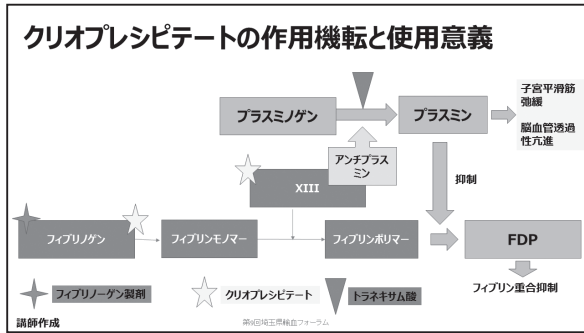 クリオプレシピテートの作用機転と使用意義
プラスミノゲン
プラスミン
子宮平滑筋
弛緩
脳血管透過
性亢進
アンチプラス
ミン
XIII
抑制
フィブリノゲン
フィブリンモノマー
フィブリンポリマー
FDP
フィブリン重合抑制
フィブリノーゲン製剤
クリオプレシピテート
トラネキサム酸
講師作成
第9回埼玉県輸血フォーラム